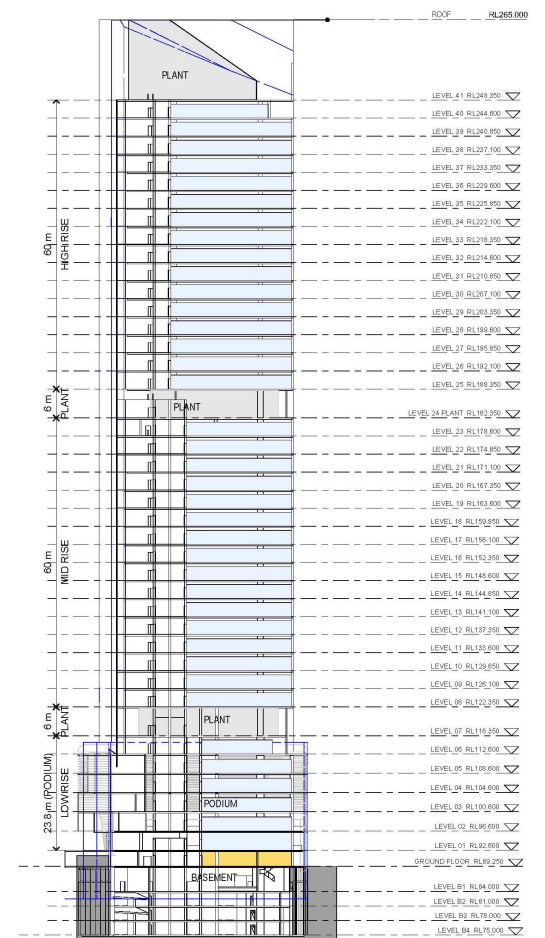 ROOF RL265.000
PLANT
LEVEL 41 RL248.350
LEVEL 40 RL244.600
LEVEL 39 RL240.850
LEVEL 38 RL237.100
LEVEL 37 RL233.350
LEVEL 36 RL229.600
LEVEL 35 RL225.850
LEVEL 34 RL222.100
60 m
HIGH RISE
LEVEL 33 RL218.350
LEVEL 32 RL214.600
LEVEL 31 RL210.850
LEVEL 30 RL207.100
LEVEL 29 RL203.350
LEVEL 28 RL199.600
LEVEL 27 RL195.850
LEVEL 26 RL192.100
LEVEL 25 RL188.350
6 m
PLANT
PLANT
LEVEL 24 PLANT RL182.350
LEVEL 23 RL178.600
LEVEL 22 RL174.850
LEVEL 21 RL171.100
LEVEL 20 RL167.350
LEVEL 19 RL163.600
LEVEL 18 RL159.850
LEVEL 17 RL156.100
60 m
MID RISE
LEVEL 16 RL152.350
LEVEL 15 RL148.600
LEVEL 14 RL144.850
LEVEL 13 RL141.100
LEVEL 12 RL137.350
LEVEL 11 RL133.600
LEVEL 10 RL129.850
LEVEL 09 RL126.100
LEVEL 08 RL122.350
6 m
PLANT
PLANT
LEVEL 07 RL116.350
LEVEL 06 RL112.600
LEVEL 05 RL108.600
LEVEL 04 RL104.600
23.8 m (PODIUM)
LOW RISE
PODIUM
LEVEL 03 RL100.600
LEVEL 02 RL96.600
LEVEL 01 RL92.600
GROUND FLOOR RL89.250
BASEMENT
LEVEL B1 RL84.000
LEVEL B2 RL81.000
LEVEL B3 RL78.000
LEVEL B4 RL75.000